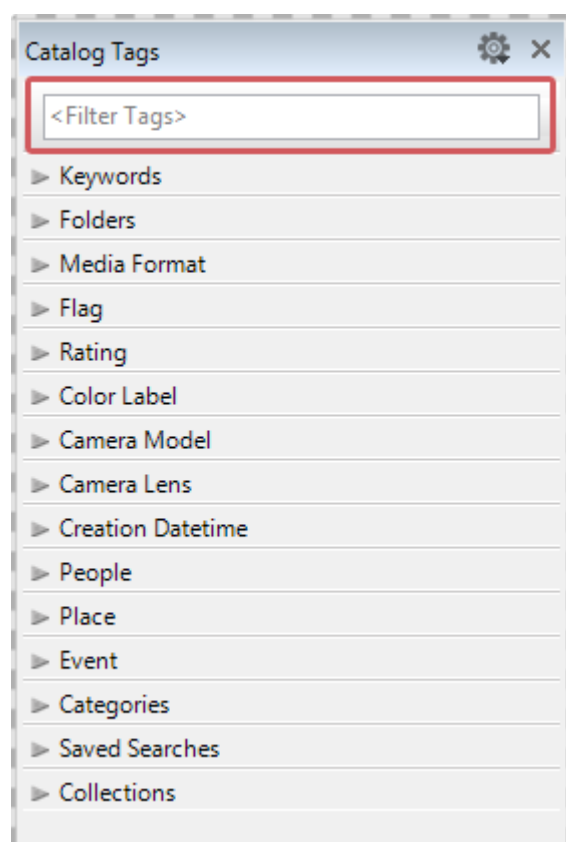 Catalog Tags
<Filter Tags>
Keywords
Folders
Media Format
Flag
Rating
Color Label
Camera Model
Camera Lens
Creation Datetime
People
Place
Event
Categories
Saved Searches
Collections